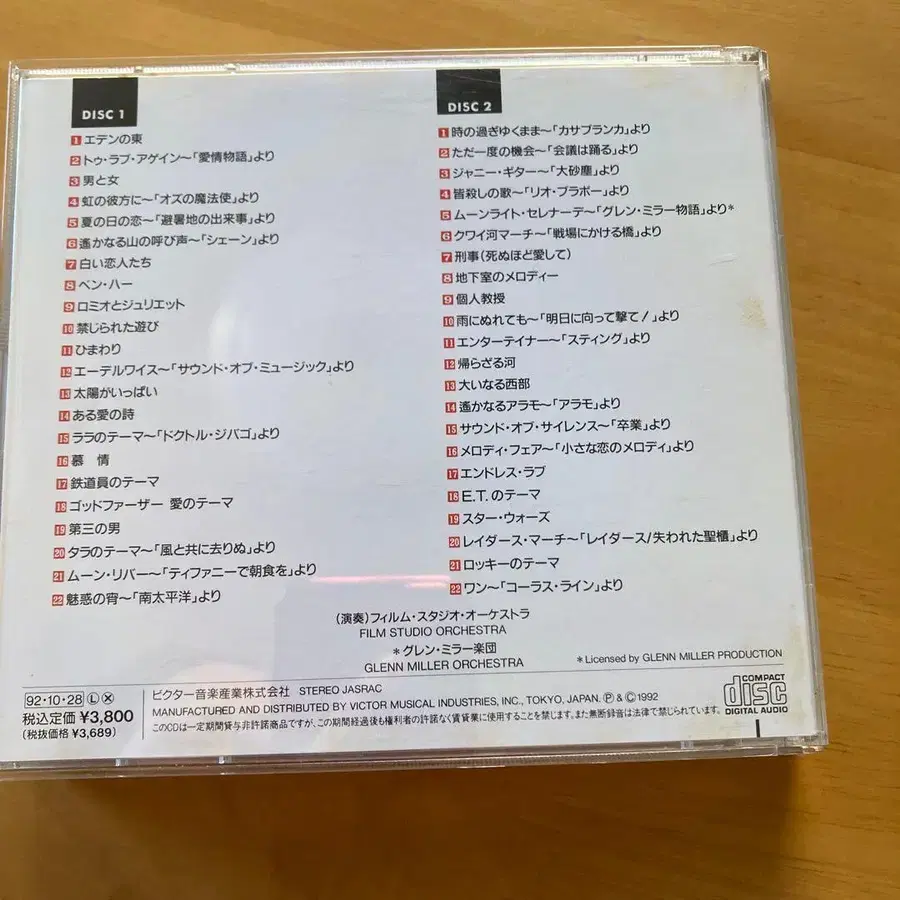 DISC 1
1 エデンの東
2 トゥ・ラブ・アゲイン〜「愛情物語」より
3 男と女
4 虹の彼方に〜「オズの魔法使」より
5 夏の日の恋〜「避暑地の出来事」より
6 遙かなる山の呼び声〜「シェーン」より
7 白い恋人たち
8 ベン・ハー
9 ロミオとジュリエット
10 禁じられた遊び
11 ひまわり
12 エーデルワイス〜「サウンド・オブ・ミュージック」より
13 太陽がいっぱい
14 ある愛の詩
15 ララのテーマ〜「ドクトル・ジバゴ」より
16 慕 情
17 鉄道員のテーマ
18 ゴッドファーザー 愛のテーマ
19 第三の男
20 タラのテーマ〜「風と共に去りぬ」より
21 ムーン・リバー〜「ティファニーで朝食を」より
22 魅惑の宵〜「南太平洋」より
DISC 2
1 時の過ぎゆくまま〜「カサブランカ」より
2 ただ一度の機会〜「会議は踊る」より
3 ジャニー・ギター〜「大砂塵」より
4 皆殺しの歌〜「リオ・ブラボー」より
5 ムーンライト・セレナーデ〜「グレン・ミラー物語」より*
6 クワイ河マーチ〜「戦場にかける橋」より
7 刑事(死ぬほど愛して)
8 地下室のメロディー
9 個人教授
10 雨にぬれても〜「明日に向って撃て!」より
11 エンターテイナー〜「スティング」より
12 帰らざる河
13 大いなる西部
14 遙かなるアラモ〜「アラモ」より
15 サウンド・オブ・サイレンス〜「卒業」より
16 メロディ・フェア〜「小さな恋のメロディ」より
17 エンドレス・ラブ
18 E.T.のテーマ
19 スター・ウォーズ
20 レイダース・マーチ〜「レイダース/失われた聖櫃」より
21 ロッキーのテーマ
22 ワン〜「コーラス・ライン」より
(演奏)フィルム・スタジオ・オーケストラ
FILM STUDIO ORCHESTRA
*グレン・ミラー楽団
GLENN MILLER ORCHESTRA
*Licensed by GLENN MILLER PRODUCTION
92・10・28 Ⓛ Ⓧ
税込定価 ¥3,800
(税抜価格 ¥3,689)
ビクター音楽産業株式会社 STEREO JASRAC
MANUFACTURED AND DISTRIBUTED BY VICTOR MUSICAL INDUSTRIES, INC., TOKYO, JAPAN. Ⓟ & © 1992
このCDは一定期間貸与非許諾商品ですが、この期間経過後も権利者の許諾なく賃貸業に使用することを禁じます。また無断録音は法律で禁じられています。
COMPACT
disc
DIGITAL AUDIO